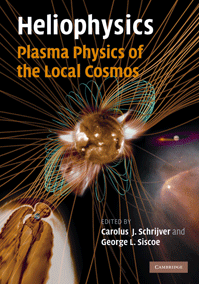 Heliophysics
Plasma Physics of
the Local Cosmos
EDITED BY
Carolus J. Schrijver and
George L. Siscoe
CAMBRIDGE